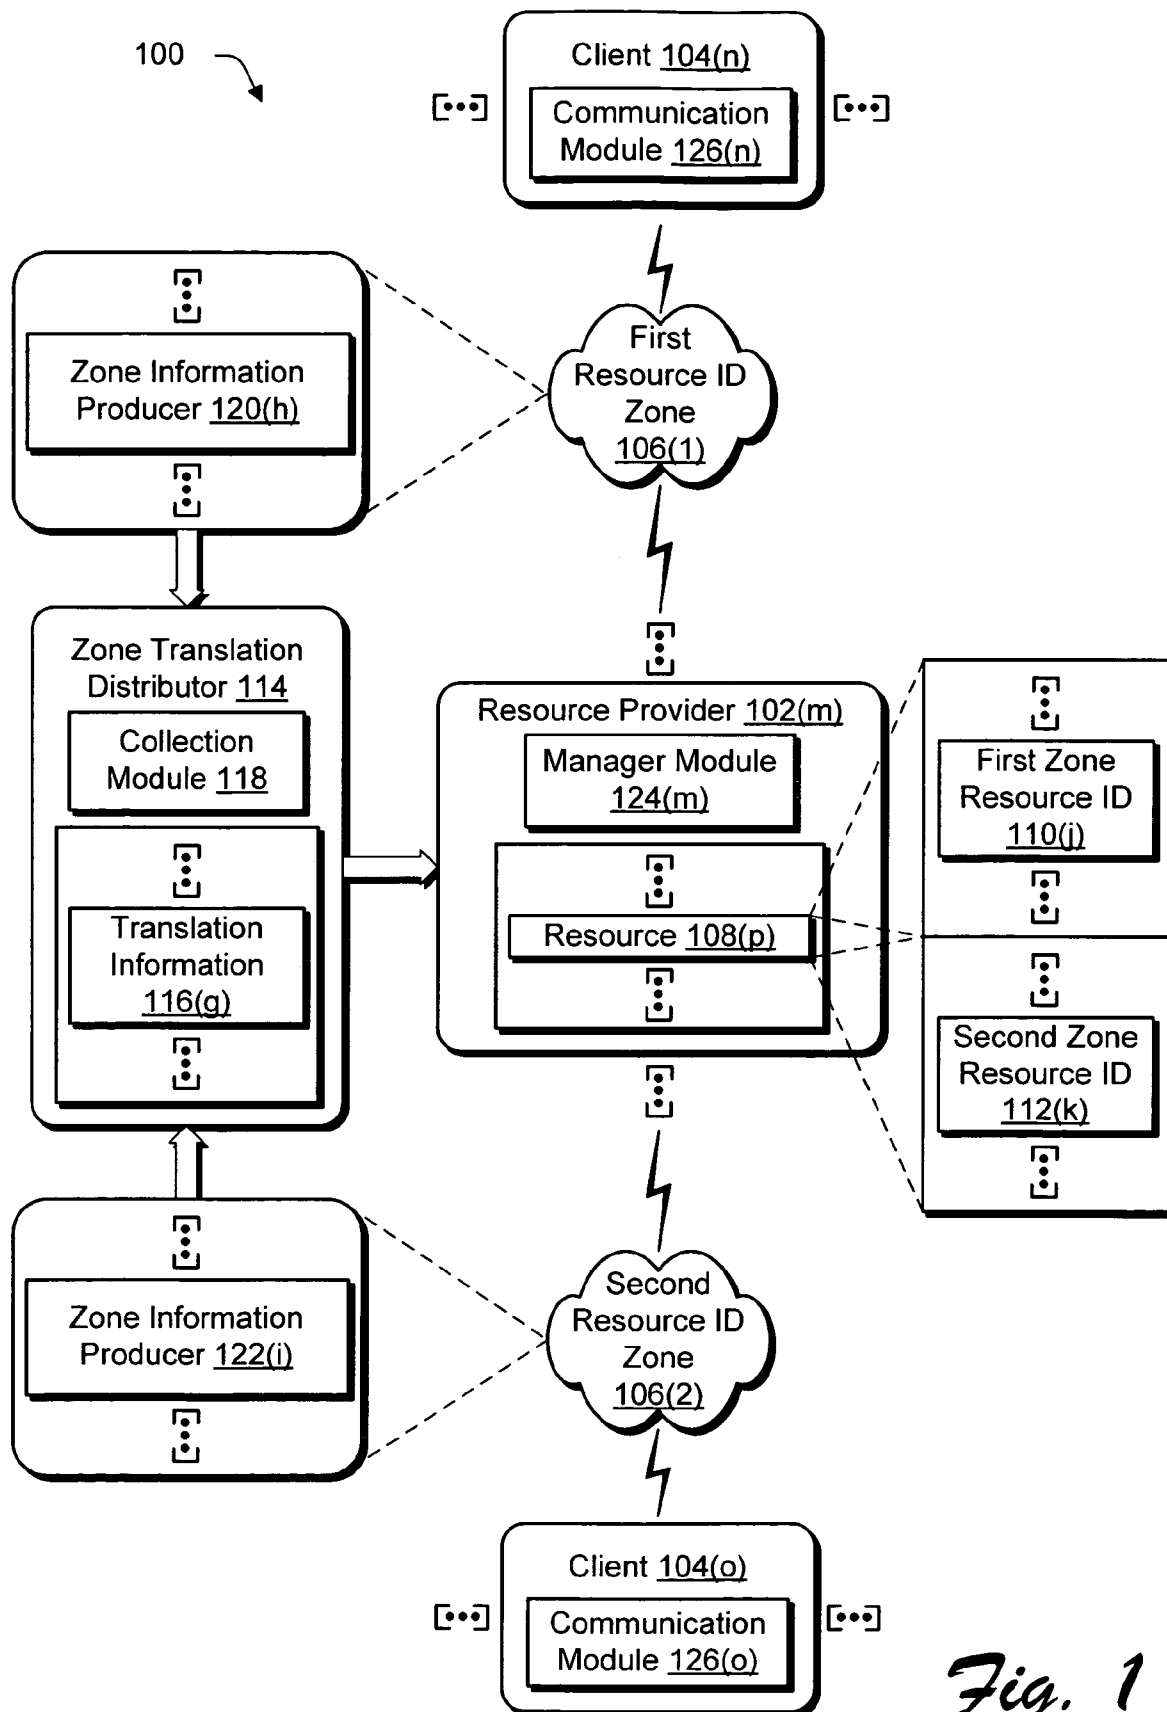 100
Client 104(n)
Communication
Module 126(n)
Zone Information
Producer 120(h)
First
Resource ID
Zone
106(1)
Zone Translation
Distributor 114
Collection
Module 118
Translation
Information
116(g)
Resource Provider 102(m)
Manager Module
124(m)
Resource 108(p)
First Zone
Resource ID
110(j)
Second Zone
Resource ID
112(k)
Zone Information
Producer 122(i)
Second
Resource ID
Zone
106(2)
Client 104(o)
Communication
Module 126(o)
Fig. 1